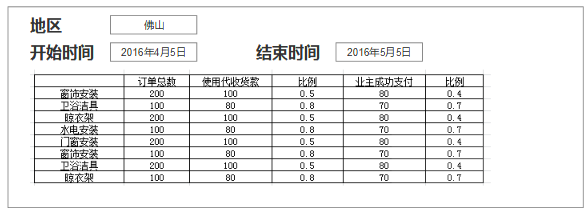 地区 佛山
开始时间 2016年4月5日 结束时间 2016年5月5日
订单总数 使用代收货款 比例 业主成功支付 比例
窗饰安装 200 100 0.5 80 0.4
卫浴洁具 100 80 0.8 70 0.7
晾衣架 200 100 0.5 80 0.4
水电安装 100 80 0.8 70 0.7
门窗安装 200 100 0.5 80 0.4
窗饰安装 100 80 0.8 70 0.7
卫浴洁具 200 100 0.5 80 0.4
晾衣架 100 80 0.8 70 0.7